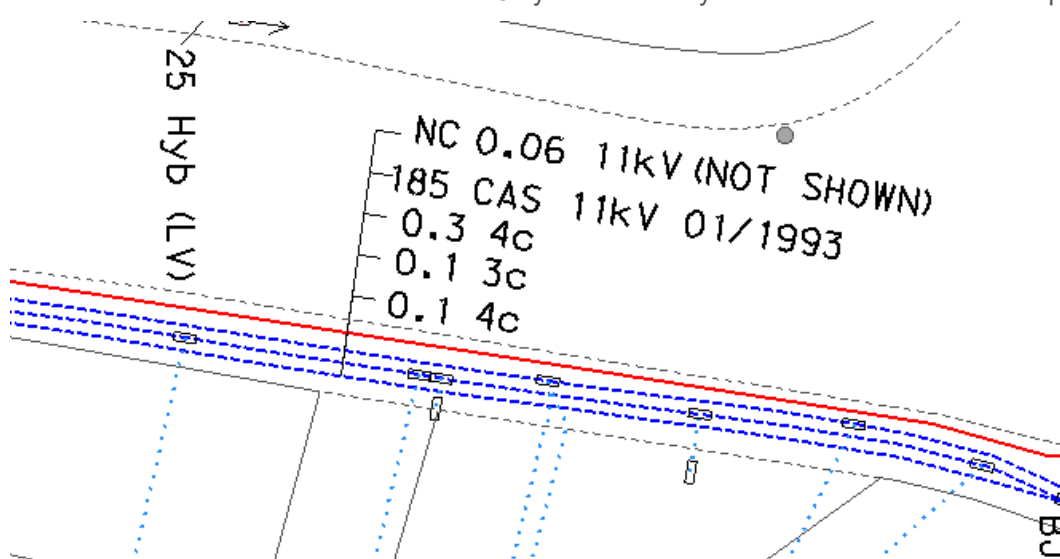 25 Hyb (LV)
NC 0.06 11kV (NOT SHOWN)
185 CAS 11kV 01/1993
0.3 4c
0.1 3c
0.1 4c